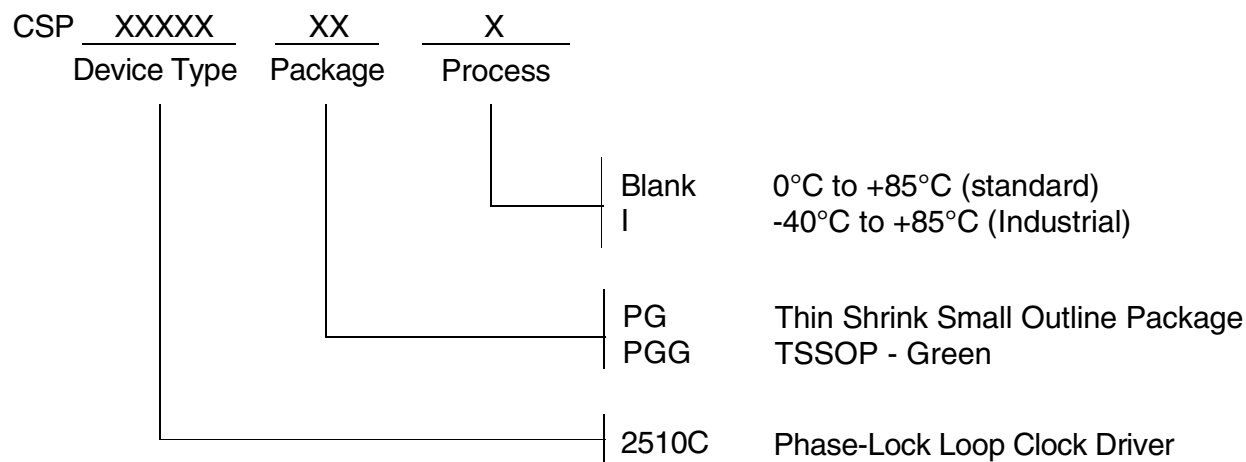 CSP XXXXX XX X
Device Type Package Process
Blank 0°C to +85°C (standard)
I -40°C to +85°C (Industrial)
PG Thin Shrink Small Outline Package
PGG TSSOP - Green
2510C Phase-Lock Loop Clock Driver